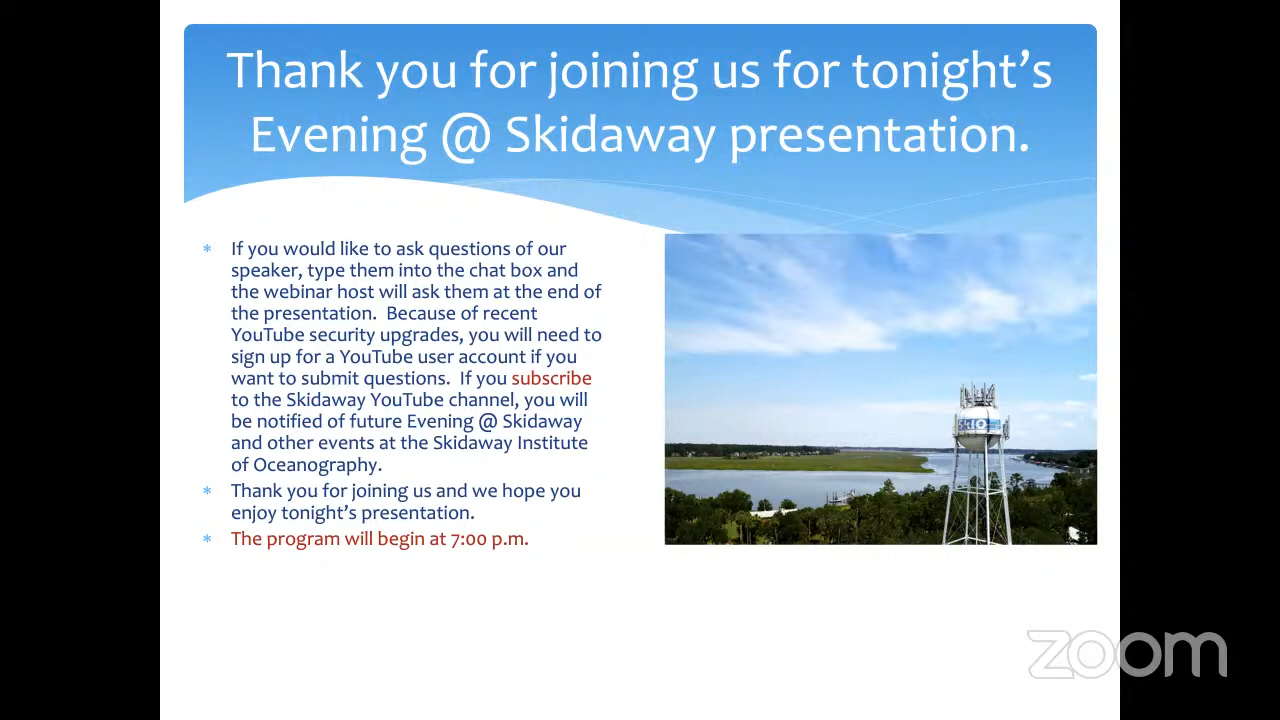 Thank you for joining us for tonight's
Evening @ Skidaway presentation.
* If you would like to ask questions of our
speaker, type them into the chat box and
the webinar host will ask them at the end of
the presentation. Because of recent
YouTube security upgrades, you will need to
sign up for a YouTube user account if you
want to submit questions. If you subscribe
to the Skidaway YouTube channel, you will
be notified of future Evening @ Skidaway
and other events at the Skidaway Institute
of Oceanography.
* Thank you for joining us and we hope you
enjoy tonight's presentation.
* The program will begin at 7:00 p.m.
SKIO
zoom